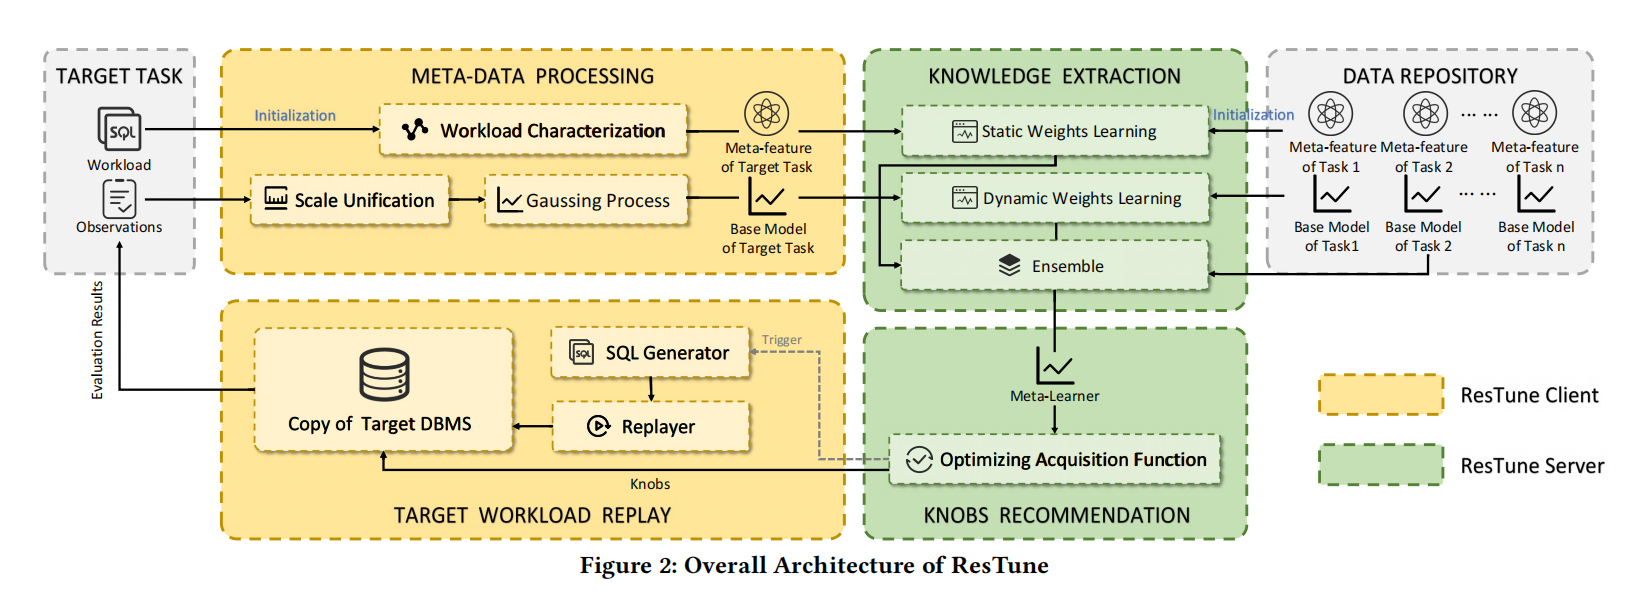 TARGET TASK
SQL
Workload
Observations
META-DATA PROCESSING
Initialization
Workload Characterization
Meta-feature
of Target Task
Scale Unification
Gaussing Process
Base Model
of Target Task
KNOWLEDGE EXTRACTION
Static Weights Learning
Dynamic Weights Learning
Ensemble
DATA REPOSITORY
Initialization
Meta-feature
of Task 1
Meta-feature
of Task 2
... ...
Meta-feature
of Task n
Base Model
of Task1
Base Model
of Task 2
... ...
Base Model
of Task n
Evaluation Results
SQL
SQL Generator
Trigger
Copy of Target DBMS
Replayer
Knobs
TARGET WORKLOAD REPLAY
Meta-Learner
Optimizing Acquisition Function
KNOBS RECOMMENDATION
ResTune Client
ResTune Server
Figure 2: Overall Architecture of ResTune